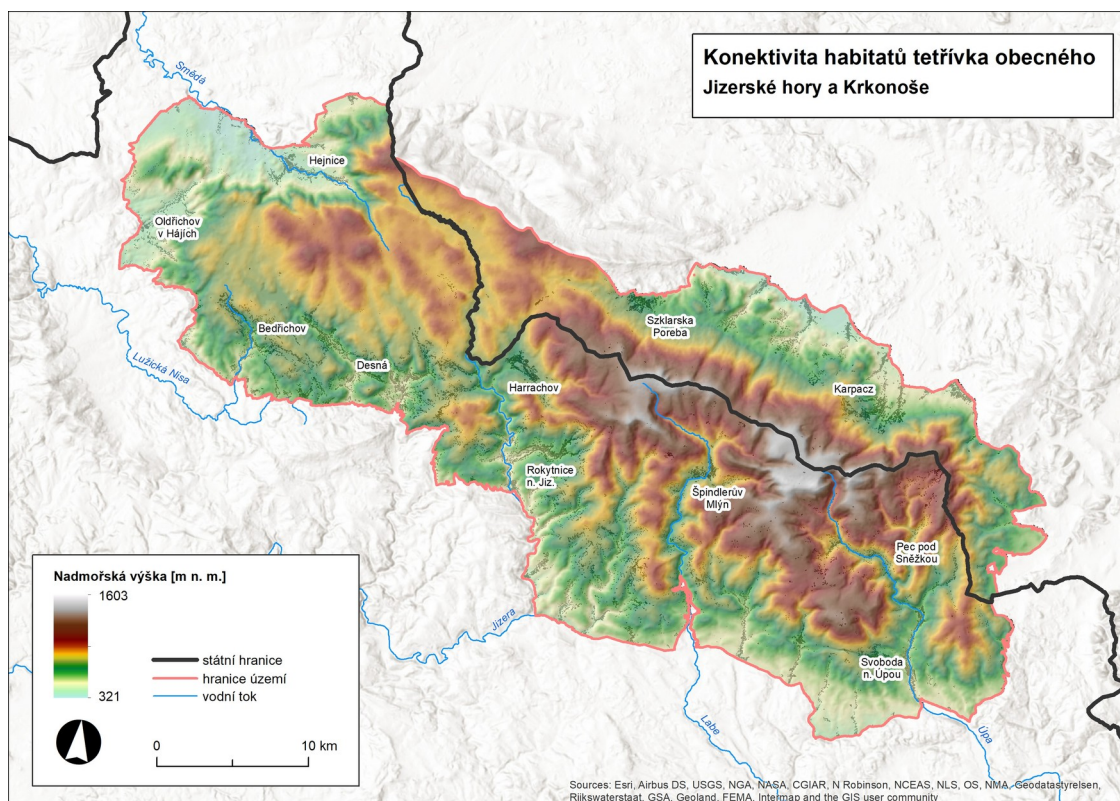 Konektivita habitatů tetřívka obecného
Jizerské hory a Krkonoše
Smědá
Hejnice
Oldřichov
v Hájích
Bedřichov
Lužická Nisa
Desná
Szklarska
Poreba
Harrachov
Karpacz
Rokytnice
n. Jiz.
Špindlerův
Mlýn
Pec pod
Sněžkou
Jizera
Svoboda
n. Úpou
Labe
Úpa
Nadmořská výška [m n. m.]
1603
321
státní hranice
hranice území
vodní tok
0
10 km
Sources: Esri, Airbus DS, USGS, NGA, NASA, CGIAR, N Robinson, NCEAS, NLS, OS, NMA, Geodatastyrelsen,
Rijkswaterstaat, GSA, Geoland, FEMA, Intermap and the GIS user community